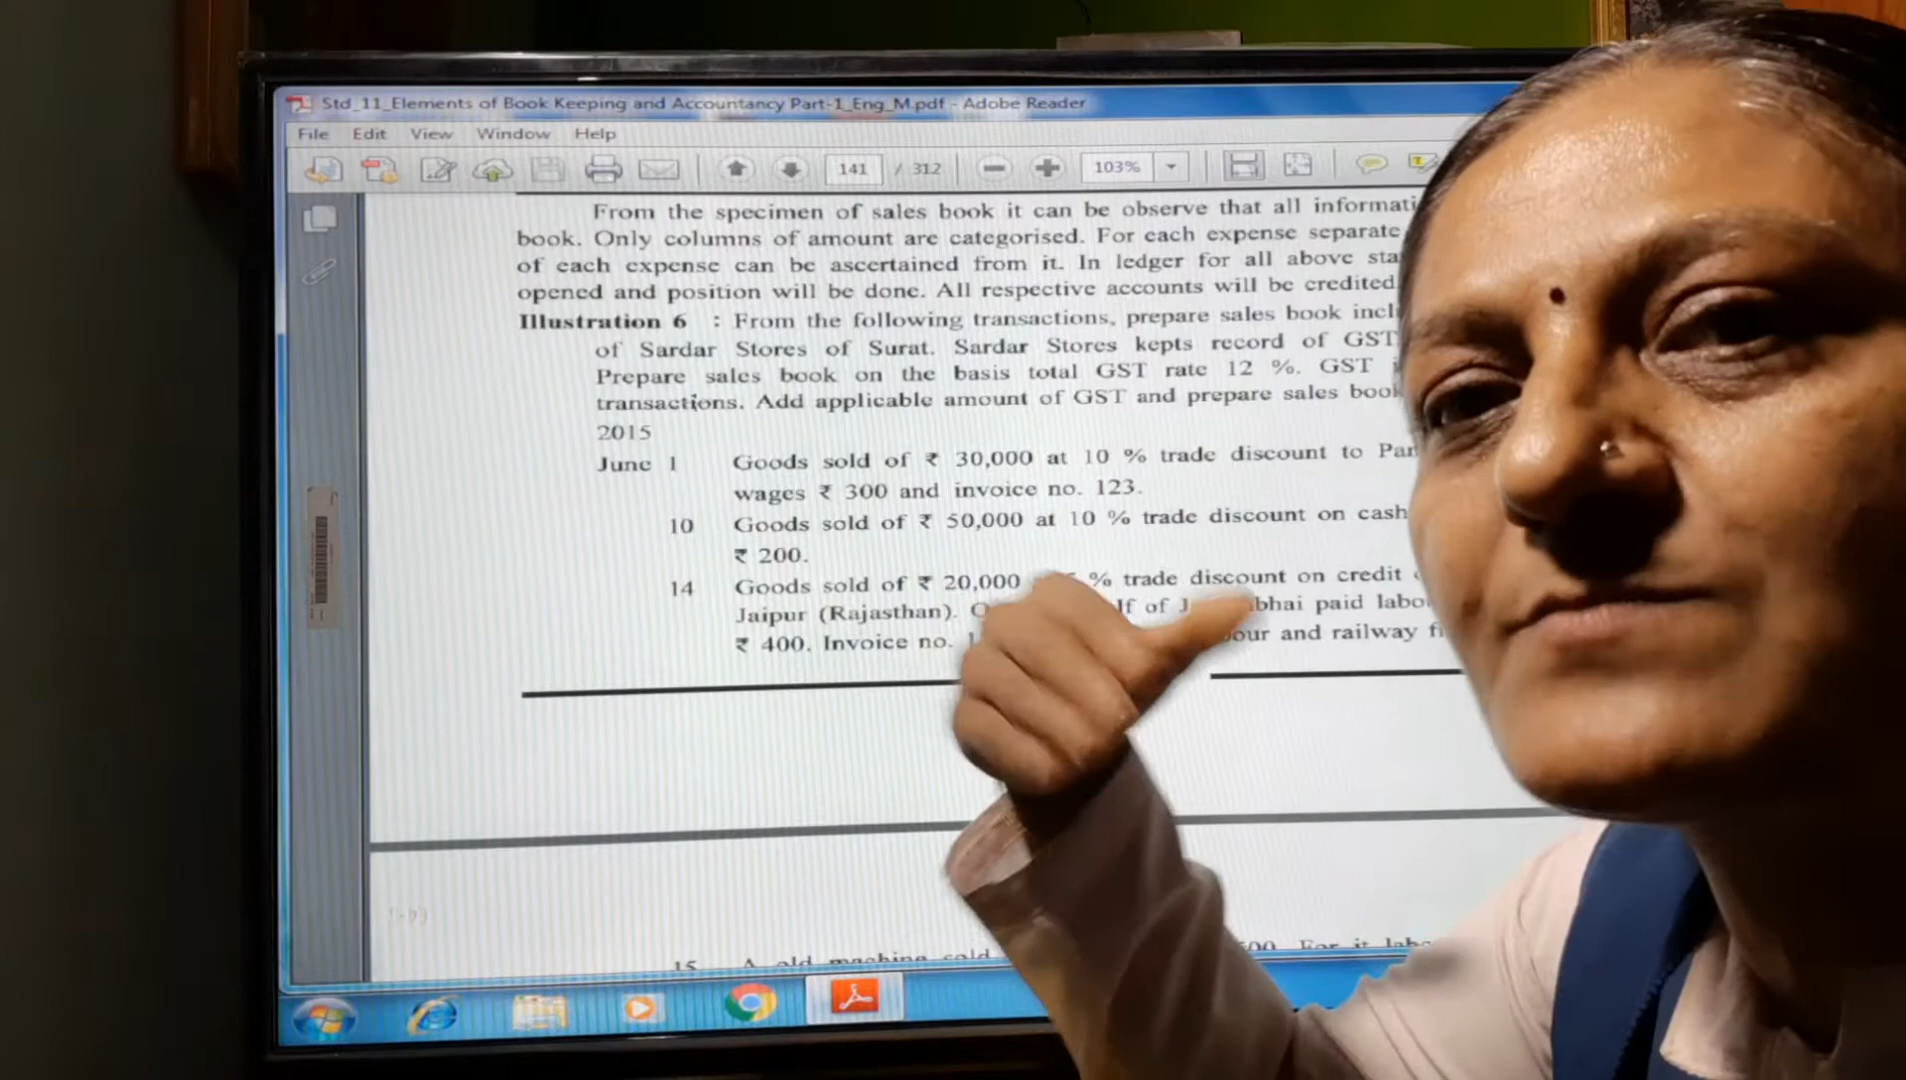 Std_11_Elements of Book Keeping and Accountancy Part-1_Eng_M.pdf - Adobe Reader
File Edit View Window Help
141 / 312 103%
From the specimen of sales book it can be observe that all
book. Only columns of amount are categorised. For each expense separate
of each expense can be ascertained from it. In ledger for all above
opened and position will be done. All respective accounts will be credited.
Illustration 6 : From the following transactions, prepare sales book
of Sardar Stores of Surat. Sardar Stores kepts record of GST
Prepare sales book on the basis total GST rate 12 %. GST
transactions. Add applicable amount of GST and prepare sales book
2015
June 1 Goods sold of ₹ 30,000 at 10 % trade discount to
wages ₹ 300 and invoice no. 123.
10 Goods sold of ₹ 50,000 at 10 % trade discount on cash
₹ 200.
14 Goods sold of ₹ 20,000 % trade discount on credit
Jaipur (Rajasthan). of paid
₹ 400. Invoice no. and railway
15 A old machine sold For it